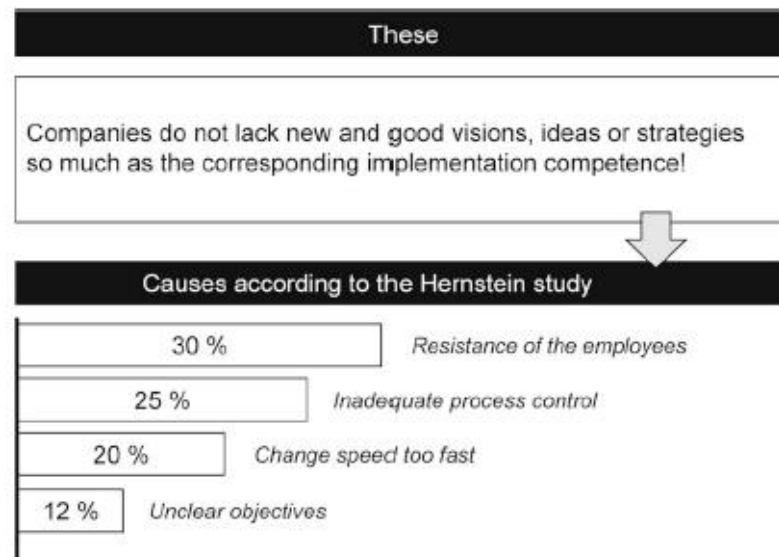 These
Companies do not lack new and good visions, ideas or strategies
so much as the corresponding implementation competence!
Causes according to the Hernstein study
30 % Resistance of the employees
25 % Inadequate process control
20 % Change speed too fast
12 % Unclear objectives